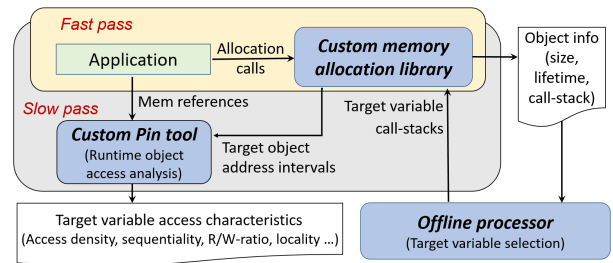 Fast pass
Application
Allocation
calls
Custom memory
allocation library
Object info
(size,
lifetime,
call-stack)
Slow pass
Mem references
Target variable
call-stacks
Custom Pin tool
(Runtime object
access analysis)
Target object
address intervals
Target variable access characteristics
(Access density, sequentiality, R/W-ratio, locality ...)
Offline processor
(Target variable selection)